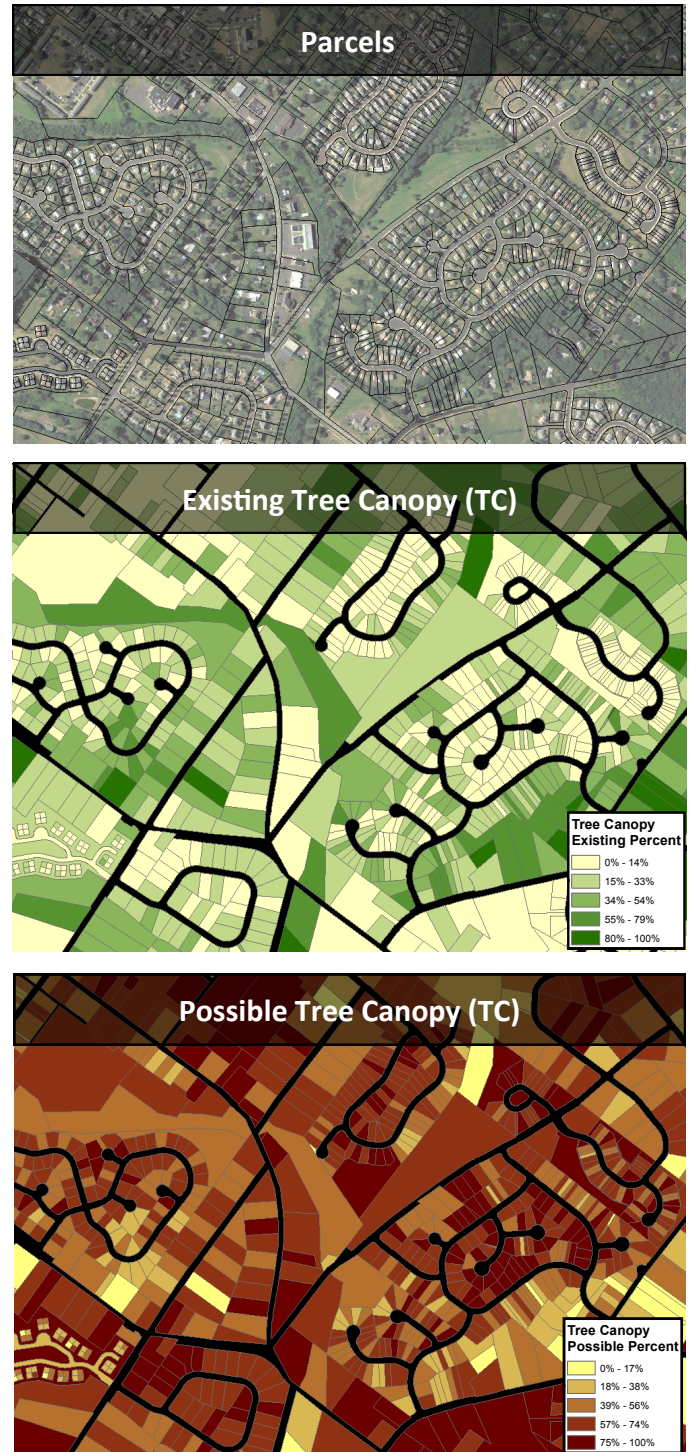 Parcels
Existing Tree Canopy (TC)
Tree Canopy
Existing Percent
0% - 14%
15% - 33%
34% - 54%
55% - 79%
80% - 100%
Possible Tree Canopy (TC)
Tree Canopy
Possible Percent
0% - 17%
18% - 38%
39% - 56%
57% - 74%
75% - 100%